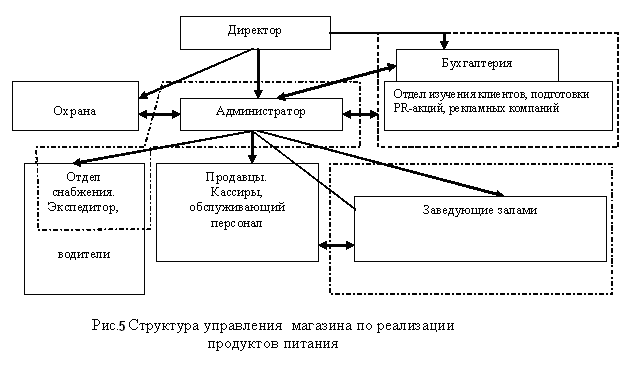 Директор
Бухгалтерия
Отдел изучения клиентов, подготовки
PR-акций, рекламных компаний
Охрана
Администратор
Отдел
снабжения.
Экспедитор,
водители
Продавцы.
Кассиры,
обслуживающий
персонал
Заведующие залами
Рис.5 Структура управления магазина по реализации
продуктов питания